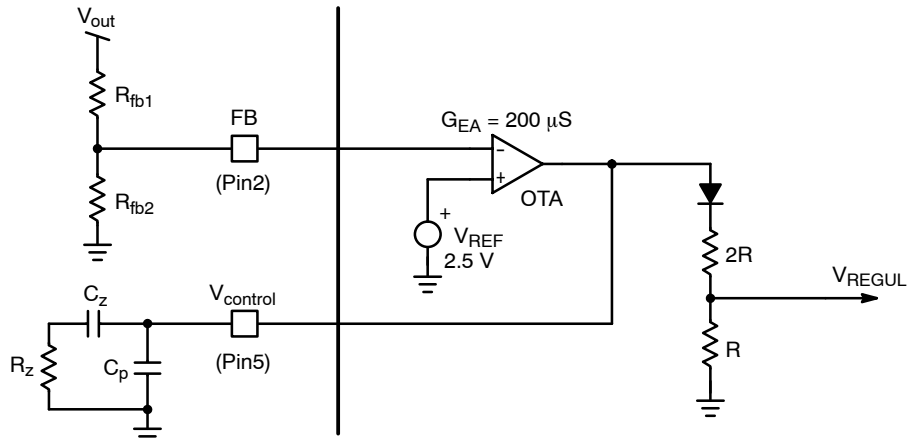 Vout
Rfb1
FB
(Pin2)
Rfb2
GEA = 200 µS
−
+
OTA
+
VREF
2.5 V
2R
VREGUL
R
Cz
Vcontrol
(Pin5)
Rz
Cp